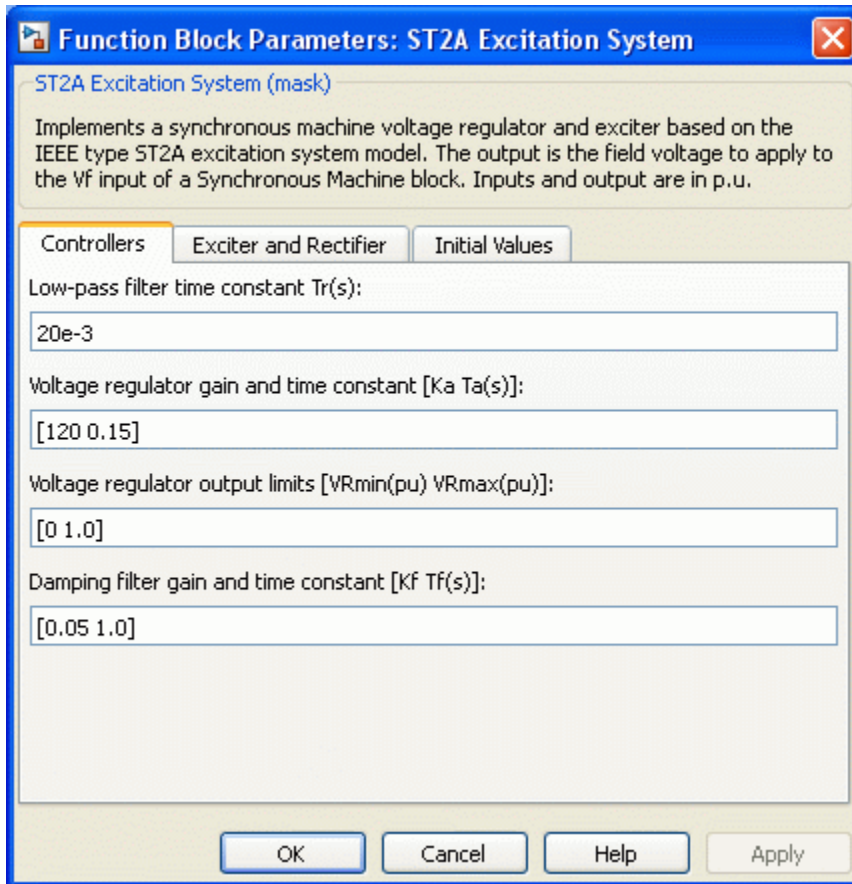 Function Block Parameters: ST2A Excitation System
ST2A Excitation System (mask)
Implements a synchronous machine voltage regulator and exciter based on the
IEEE type ST2A excitation system model. The output is the field voltage to apply to
the Vf input of a Synchronous Machine block. Inputs and output are in p.u.
Controllers Exciter and Rectifier Initial Values
Low-pass filter time constant Tr(s):
20e-3
Voltage regulator gain and time constant [Ka Ta(s)]:
[120 0.15]
Voltage regulator output limits [VRmin(pu) VRmax(pu)]:
[0 1.0]
Damping filter gain and time constant [Kf Tf(s)]:
[0.05 1.0]
OK Cancel Help Apply